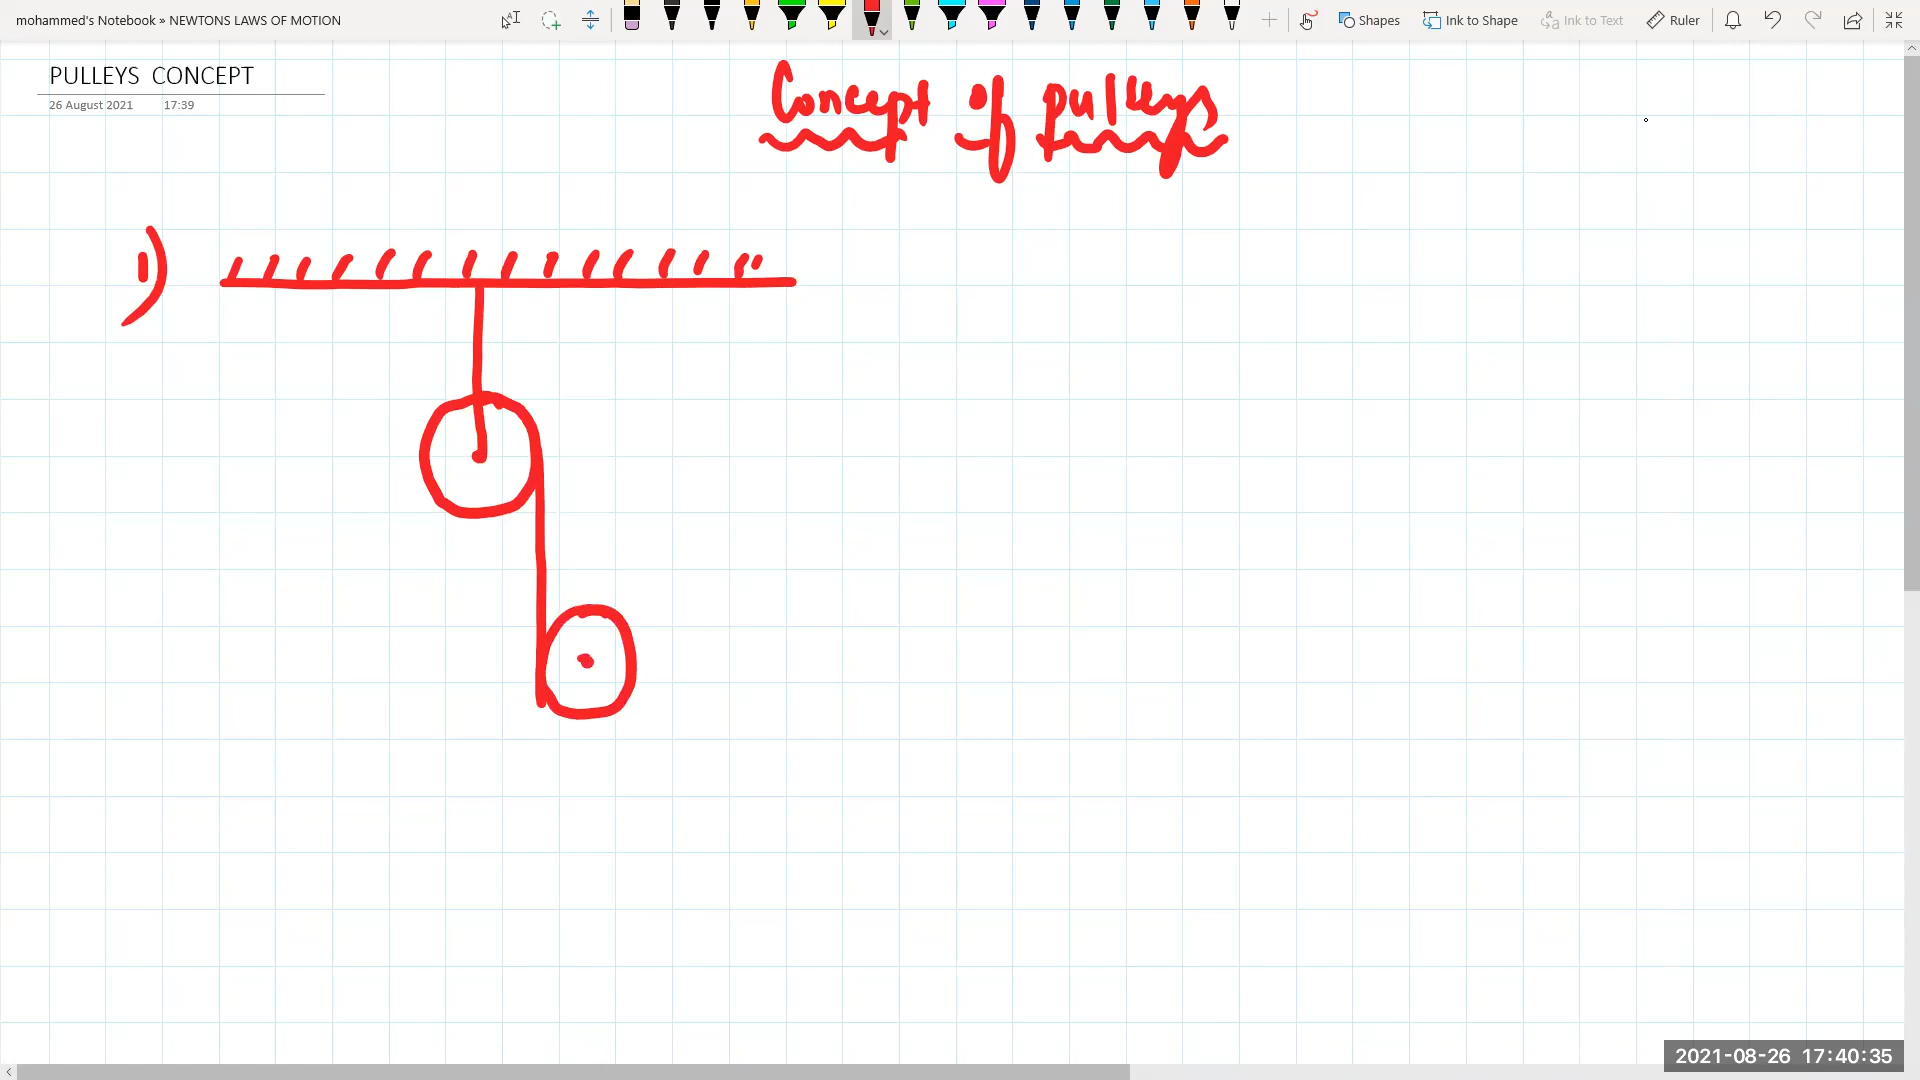 mohammed's Notebook » NEWTONS LAWS OF MOTION
Shapes
Ink to Shape
Ink to Text
Ruler
PULLEYS CONCEPT
26 August 2021 17:39
Concept of pulleys
1)
2021-08-26 17:40:35